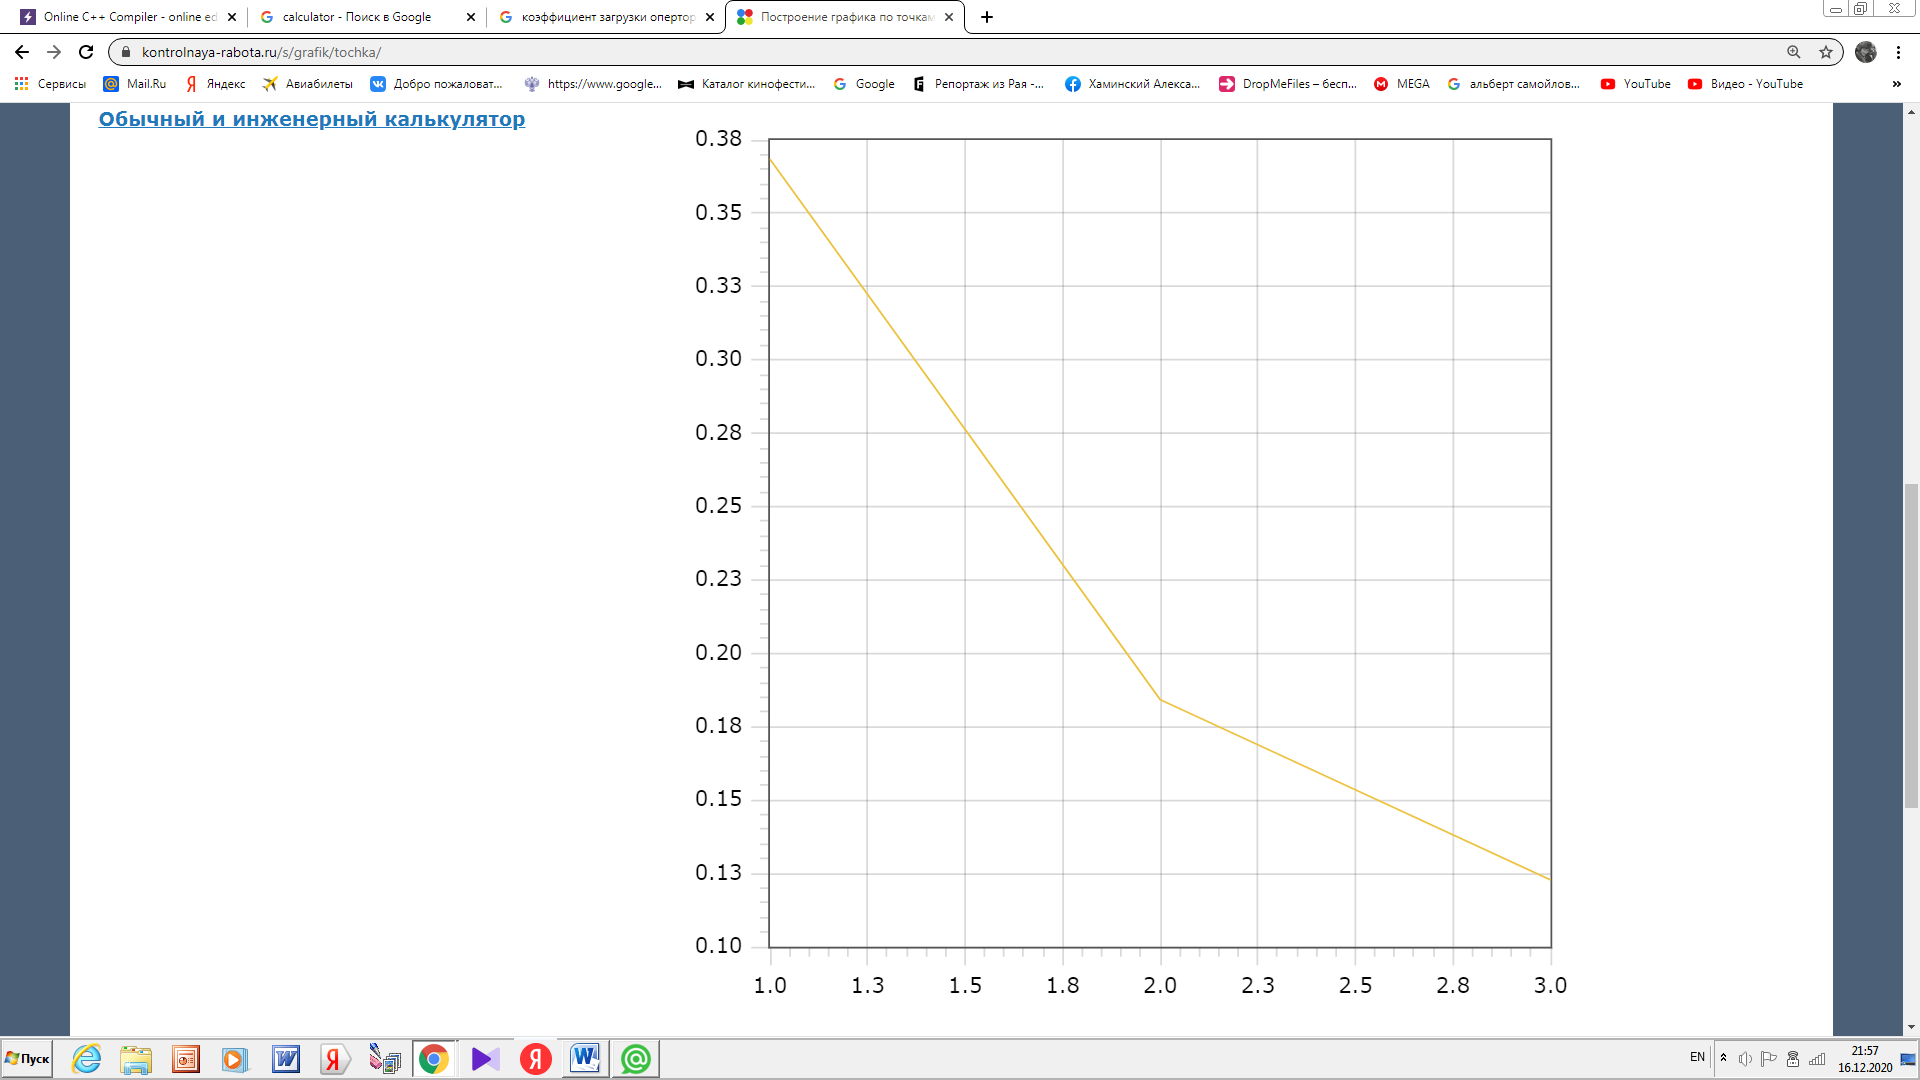 Online C++ Compiler - online ed
calculator - Поиск в Google
коэффициент загрузки опертор
Построение графика по точкам
kontrolnaya-rabota.ru/s/grafik/tochka/
Сервисы
Mail.Ru
Яндекс
Авиабилеты
Добро пожаловат...
https://www.google...
Каталог кинофести...
Google
Репортаж из Рая -...
Хаминский Алекса...
DropMeFiles – бесп...
MEGA
альберт самойлов...
YouTube
Видео - YouTube
»
Обычный и инженерный калькулятор
0.38
0.35
0.33
0.30
0.28
0.25
0.23
0.20
0.18
0.15
0.13
0.10
1.0 1.3 1.5 1.8 2.0 2.3 2.5 2.8 3.0
Пуск
EN
21:57
16.12.2020